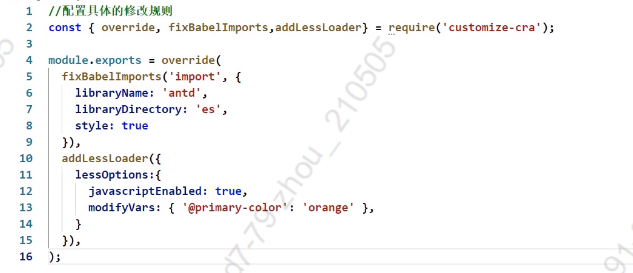 1 //配置具体的修改规则
2 const { override, fixBabelImports,addLessLoader} = require('customize-cra');
3
4 module.exports = override(
5 fixBabelImports('import', {
6 libraryName: 'antd',
7 libraryDirectory: 'es',
8 style: true
9 }),
10 addLessLoader({
11 lessOptions:{
12 javascriptEnabled: true,
13 modifyVars: { '@primary-color': 'orange' },
14 }
15 }),
16 );
d7-79-zhou_ 210505